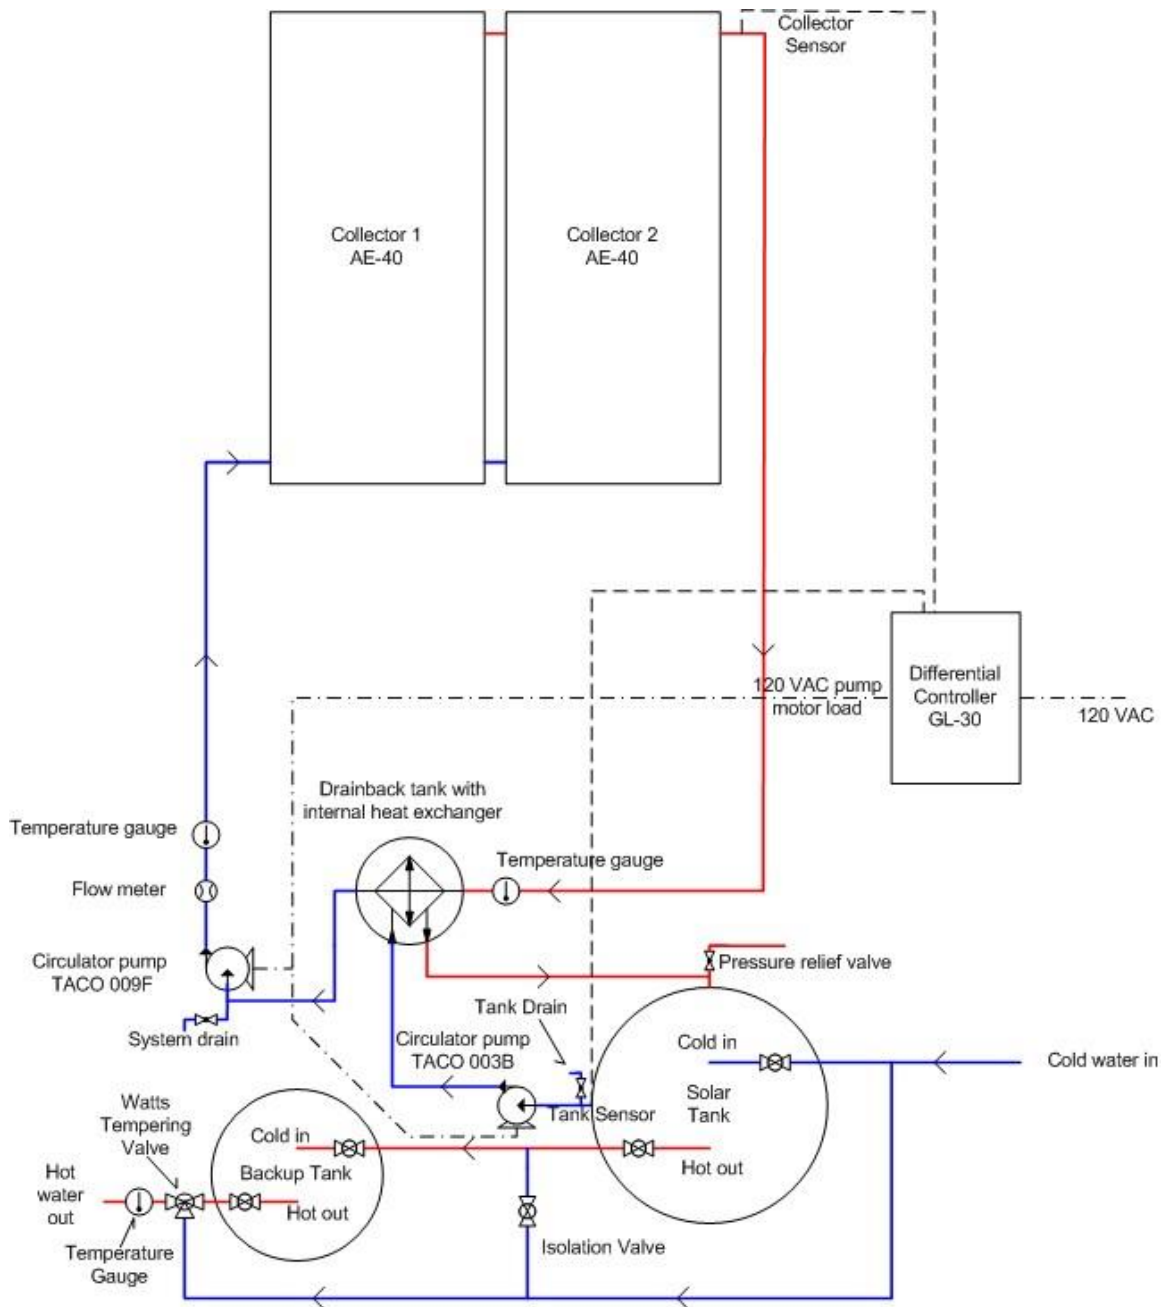 Collector
Sensor
Collector 1
AE-40
Collector 2
AE-40
Differential
Controller
GL-30
120 VAC pump
motor load
120 VAC
Drainback tank with
internal heat exchanger
Temperature gauge
Temperature gauge
Flow meter
Circulator pump
TACO 009F
System drain
Pressure relief valve
Tank Drain
Circulator pump
TACO 003B
Tank Sensor
Cold in
Solar
Tank
Hot out
Cold water in
Watts
Tempering
Valve
Cold in
Backup Tank
Hot out
Hot
water
out
Temperature
Gauge
Isolation Valve